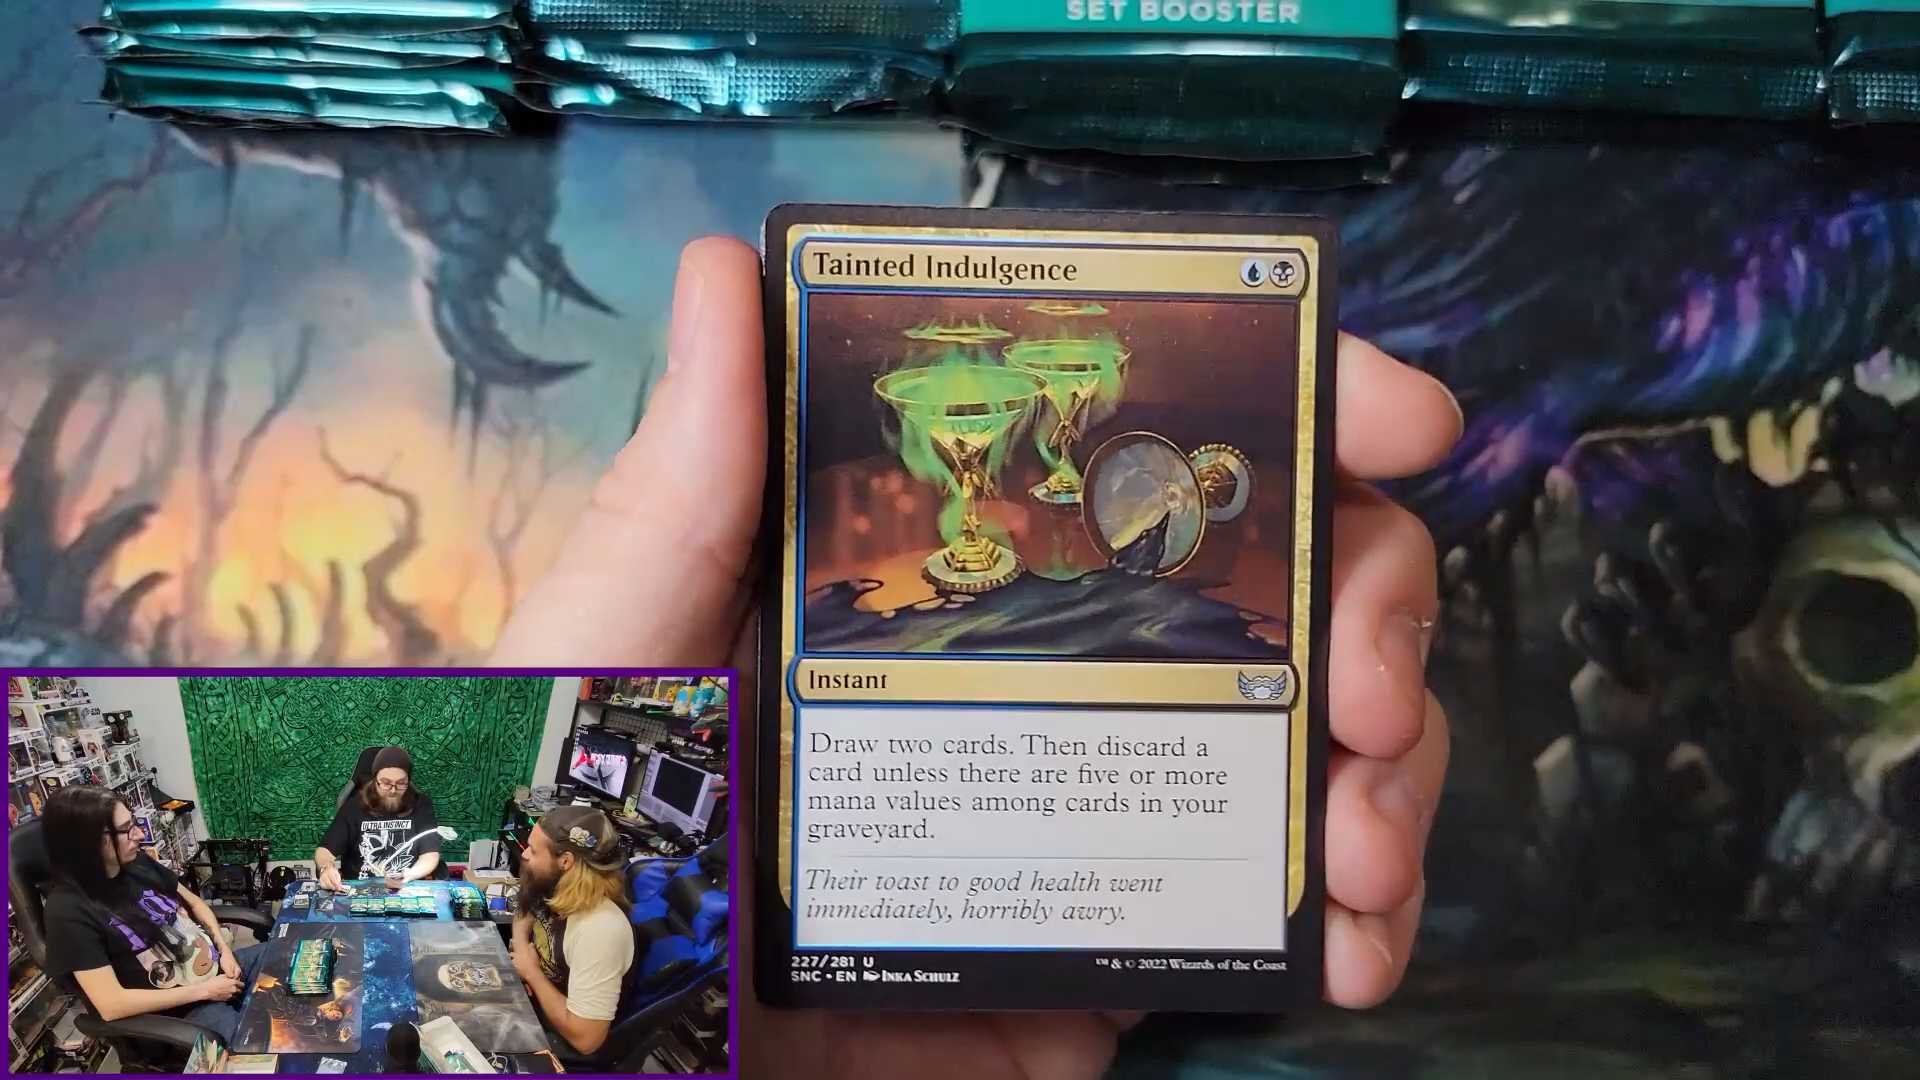 SET BOOSTER
Tainted Indulgence
Instant
Draw two cards. Then discard a
card unless there are five or more
mana values among cards in your
graveyard.
Their toast to good health went
immediately, horribly awry.
227/281 U
SNC • EN INKA SCHULZ
™ & © 2022 Wizards of the Coast
ULTRA INSTINCT